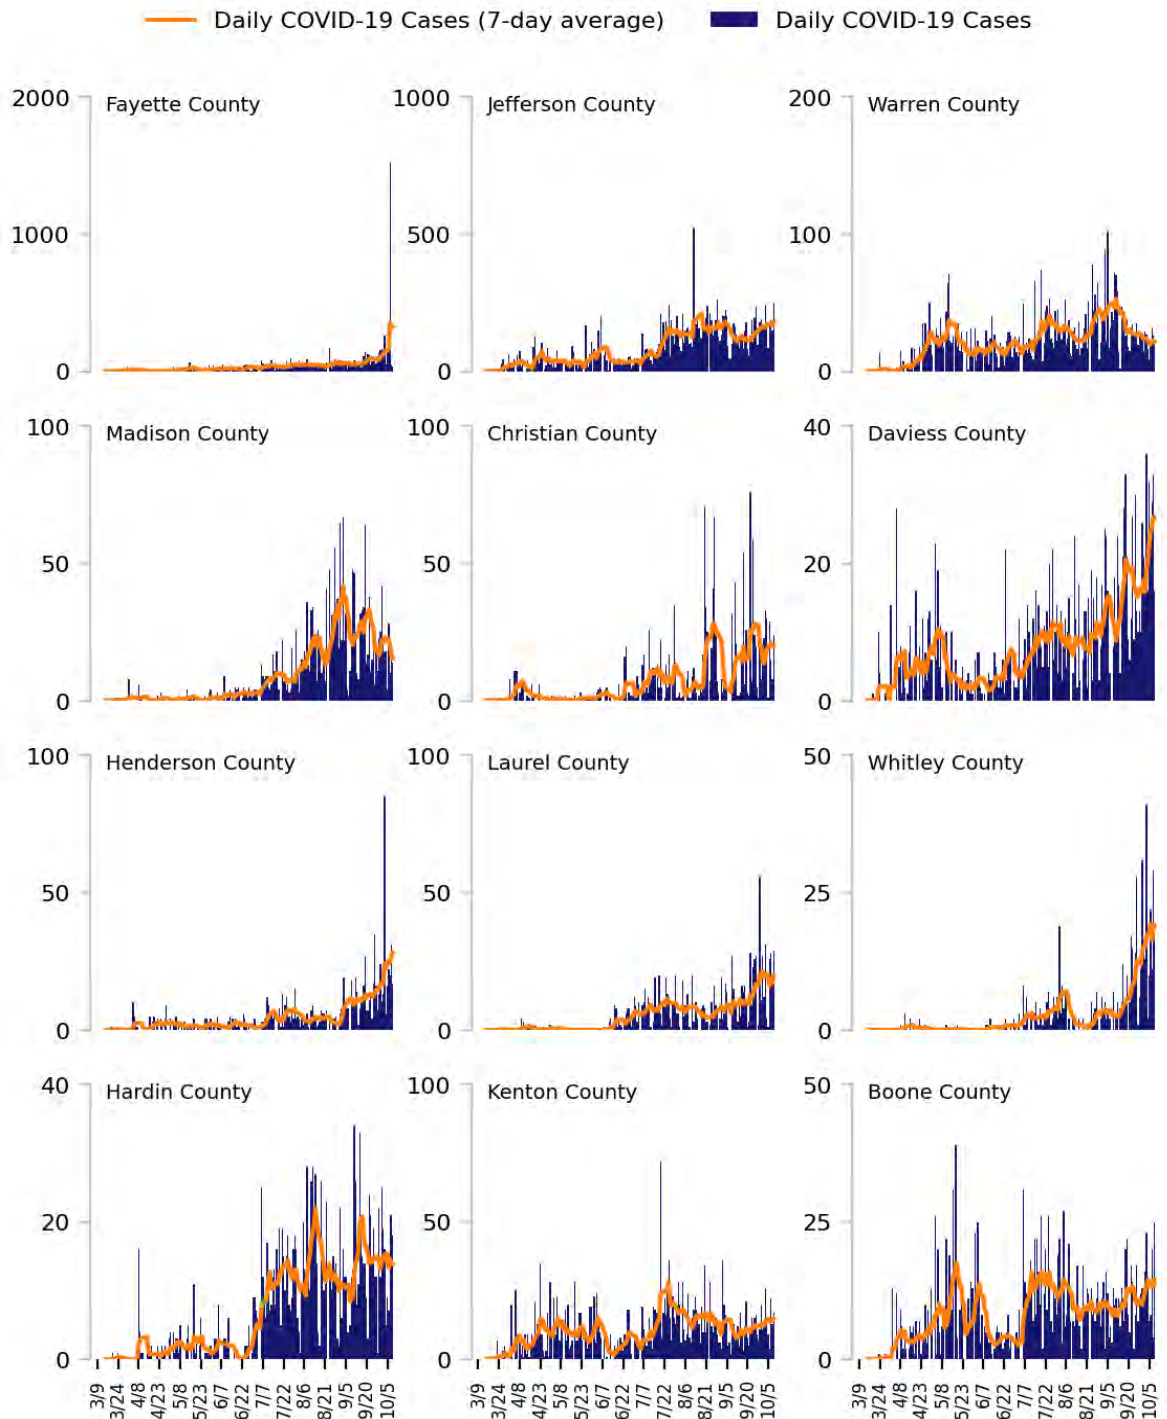 Daily COVID-19 Cases (7-day average) Daily COVID-19 Cases
2000 Fayette County 1000 Jefferson County 200 Warren County
1000 500 100
0 0 0
100 Madison County 100 Christian County 40 Daviess County
50 50 20
0 0 0
100 Henderson County 100 Laurel County 50 Whitley County
50 50 25
0 0 0
40 Hardin County 100 Kenton County 50 Boone County
20 50 25
0 0 0
3/9 3/24 4/8 4/23 5/8 5/23 6/7 6/22 7/7 7/22 8/6 8/21 9/5 9/20 10/5 3/9 3/24 4/8 4/23 5/8 5/23 6/7 6/22 7/7 7/22 8/6 8/21 9/5 9/20 10/5 3/9 3/24 4/8 4/23 5/8 5/23 6/7 6/22 7/7 7/22 8/6 8/21 9/5 9/20 10/5